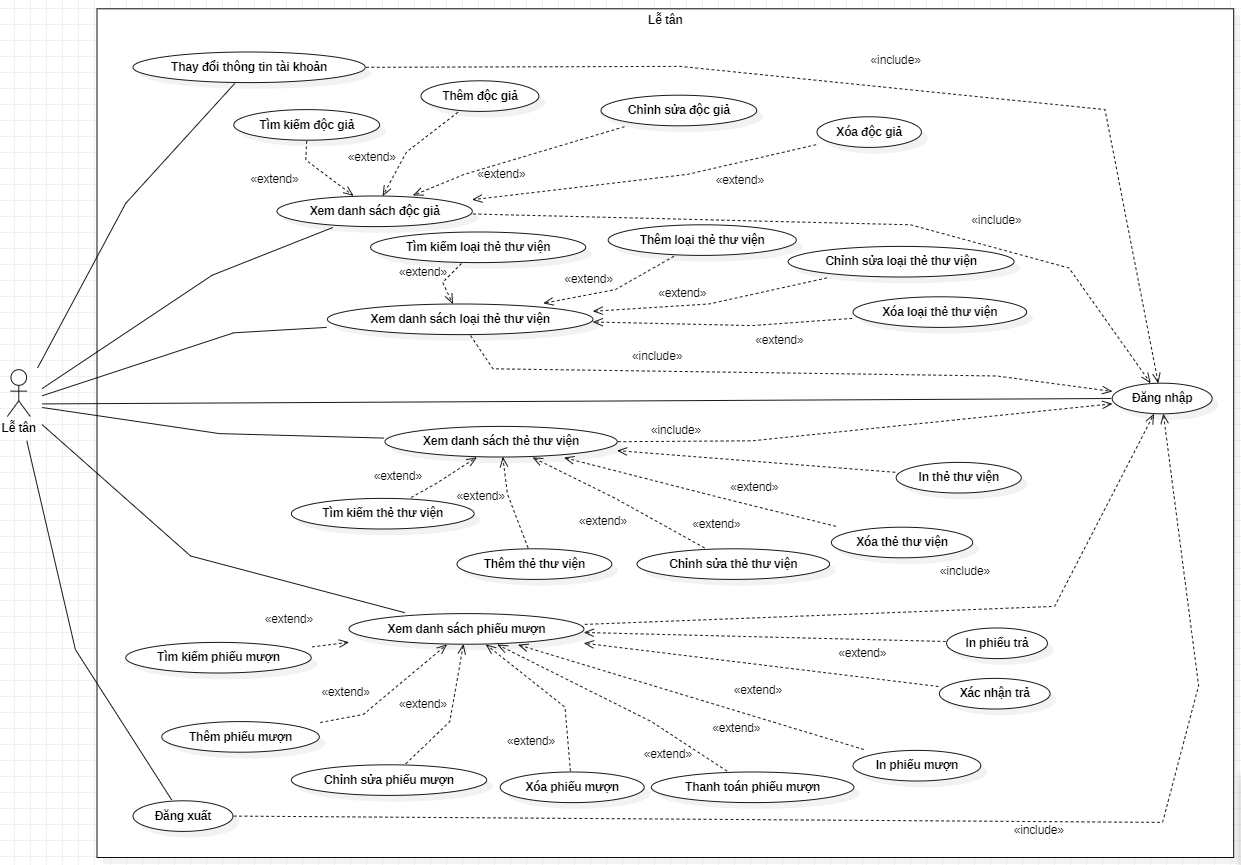 Lễ tân
Thay đổi thông tin tài khoản
«include»
Thêm độc giả
Chỉnh sửa độc giả
Tìm kiếm độc giả
Xóa độc giả
«extend»
«extend»
«extend»
«extend»
Xem danh sách độc giả
«include»
Tìm kiếm loại thẻ thư viện
Thêm loại thẻ thư viện
Chỉnh sửa loại thẻ thư viện
«extend»
«extend»
«extend»
Xem danh sách loại thẻ thư viện
Xóa loại thẻ thư viện
«extend»
«include»
Đăng nhập
Lễ tân
Xem danh sách thẻ thư viện
«include»
«extend»
In thẻ thư viện
«extend»
«extend»
Tìm kiếm thẻ thư viện
«extend»
«extend»
Xóa thẻ thư viện
Thêm thẻ thư viện
Chỉnh sửa thẻ thư viện
«include»
«extend»
Xem danh sách phiếu mượn
In phiếu trả
Tìm kiếm phiếu mượn
«extend»
«extend»
«extend»
Xác nhận trả
«extend»
«extend»
Thêm phiếu mượn
«extend»
«extend»
In phiếu mượn
Chỉnh sửa phiếu mượn
Xóa phiếu mượn
Thanh toán phiếu mượn
Đăng xuất
«include»